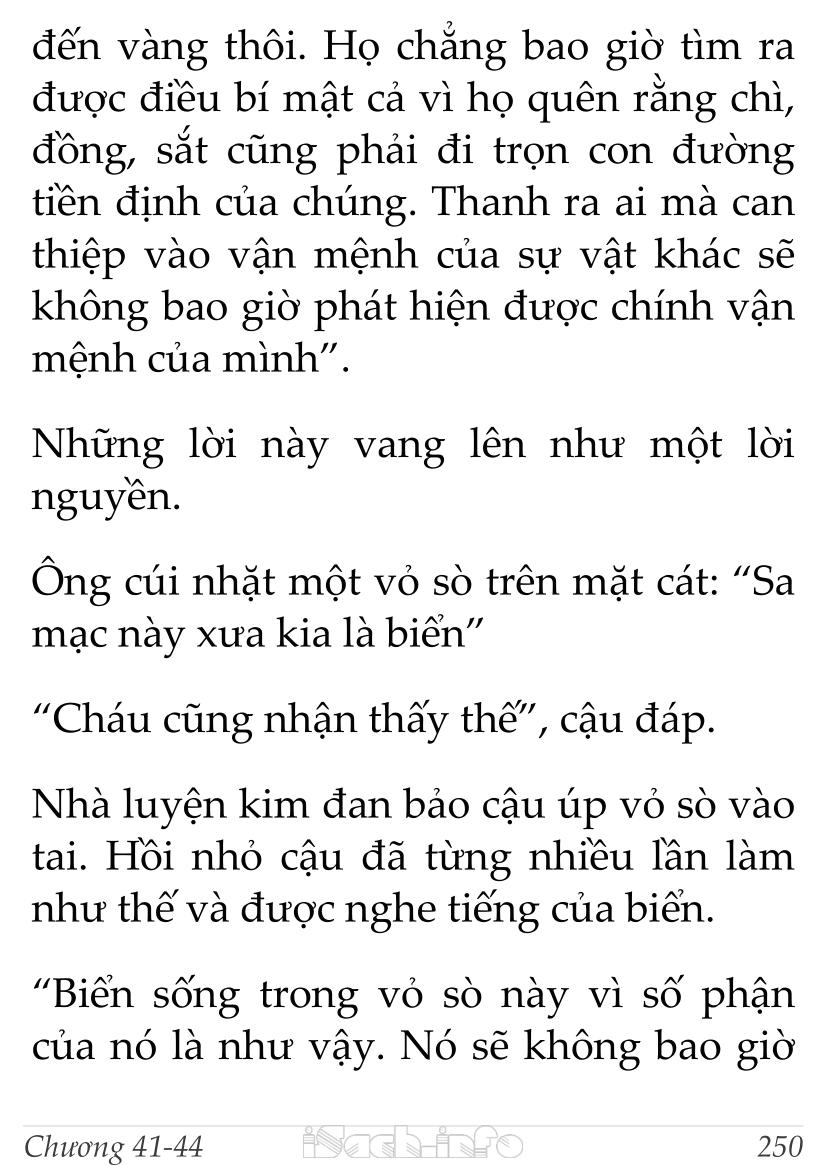 đến vàng thôi. Họ chẳng bao giờ tìm ra
được điều bí mật cả vì họ quên rằng chì,
đồng, sắt cũng phải đi trọn con đường
tiền định của chúng. Thanh ra ai mà can
thiệp vào vận mệnh của sự vật khác sẽ
không bao giờ phát hiện được chính vận
mệnh của mình”.
Những lời này vang lên như một lời
nguyền.
Ông cúi nhặt một vỏ sò trên mặt cát: “Sa
mạc này xưa kia là biển”
“Cháu cũng nhận thấy thế”, cậu đáp.
Nhà luyện kim đan bảo cậu úp vỏ sò vào
tai. Hồi nhỏ cậu đã từng nhiều lần làm
như thế và được nghe tiếng của biển.
“Biển sống trong vỏ sò này vì số phận
của nó là như vậy. Nó sẽ không bao giờ
Chương 41-44
iSach.info
250